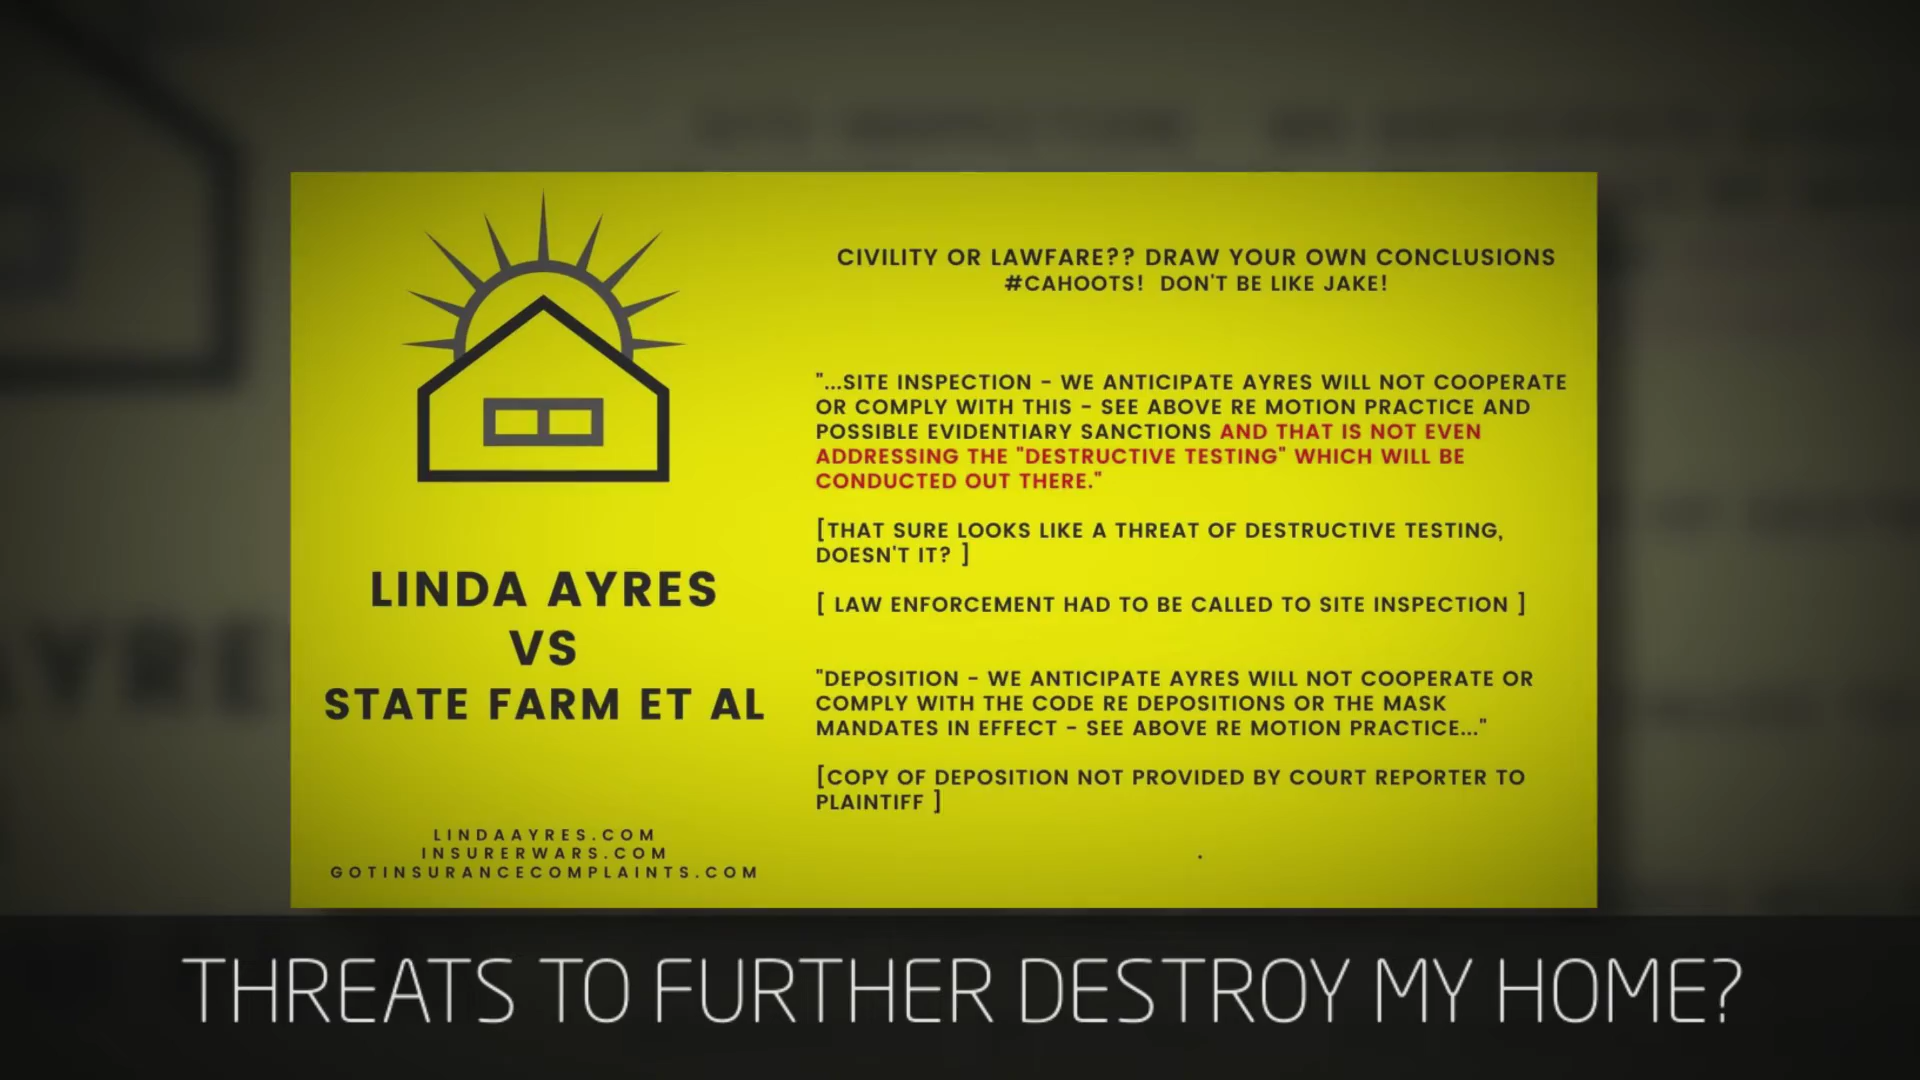 LINDA AYRES
VS
STATE FARM ET AL
LINDAAYRES.COM
INSURERWARS.COM
GOTINSURANCECOMPLAINTS.COM
CIVILITY OR LAWFARE?? DRAW YOUR OWN CONCLUSIONS
#CAHOOTS! DON'T BE LIKE JAKE!
"...SITE INSPECTION - WE ANTICIPATE AYRES WILL NOT COOPERATE
OR COMPLY WITH THIS - SEE ABOVE RE MOTION PRACTICE AND
POSSIBLE EVIDENTIARY SANCTIONS AND THAT IS NOT EVEN
ADDRESSING THE "DESTRUCTIVE TESTING" WHICH WILL BE
CONDUCTED OUT THERE."
[THAT SURE LOOKS LIKE A THREAT OF DESTRUCTIVE TESTING,
DOESN'T IT? ]
[ LAW ENFORCEMENT HAD TO BE CALLED TO SITE INSPECTION ]
"DEPOSITION - WE ANTICIPATE AYRES WILL NOT COOPERATE OR
COMPLY WITH THE CODE RE DEPOSITIONS OR THE MASK
MANDATES IN EFFECT - SEE ABOVE RE MOTION PRACTICE..."
[COPY OF DEPOSITION NOT PROVIDED BY COURT REPORTER TO
PLAINTIFF ]
.
THREATS TO FURTHER DESTROY MY HOME?